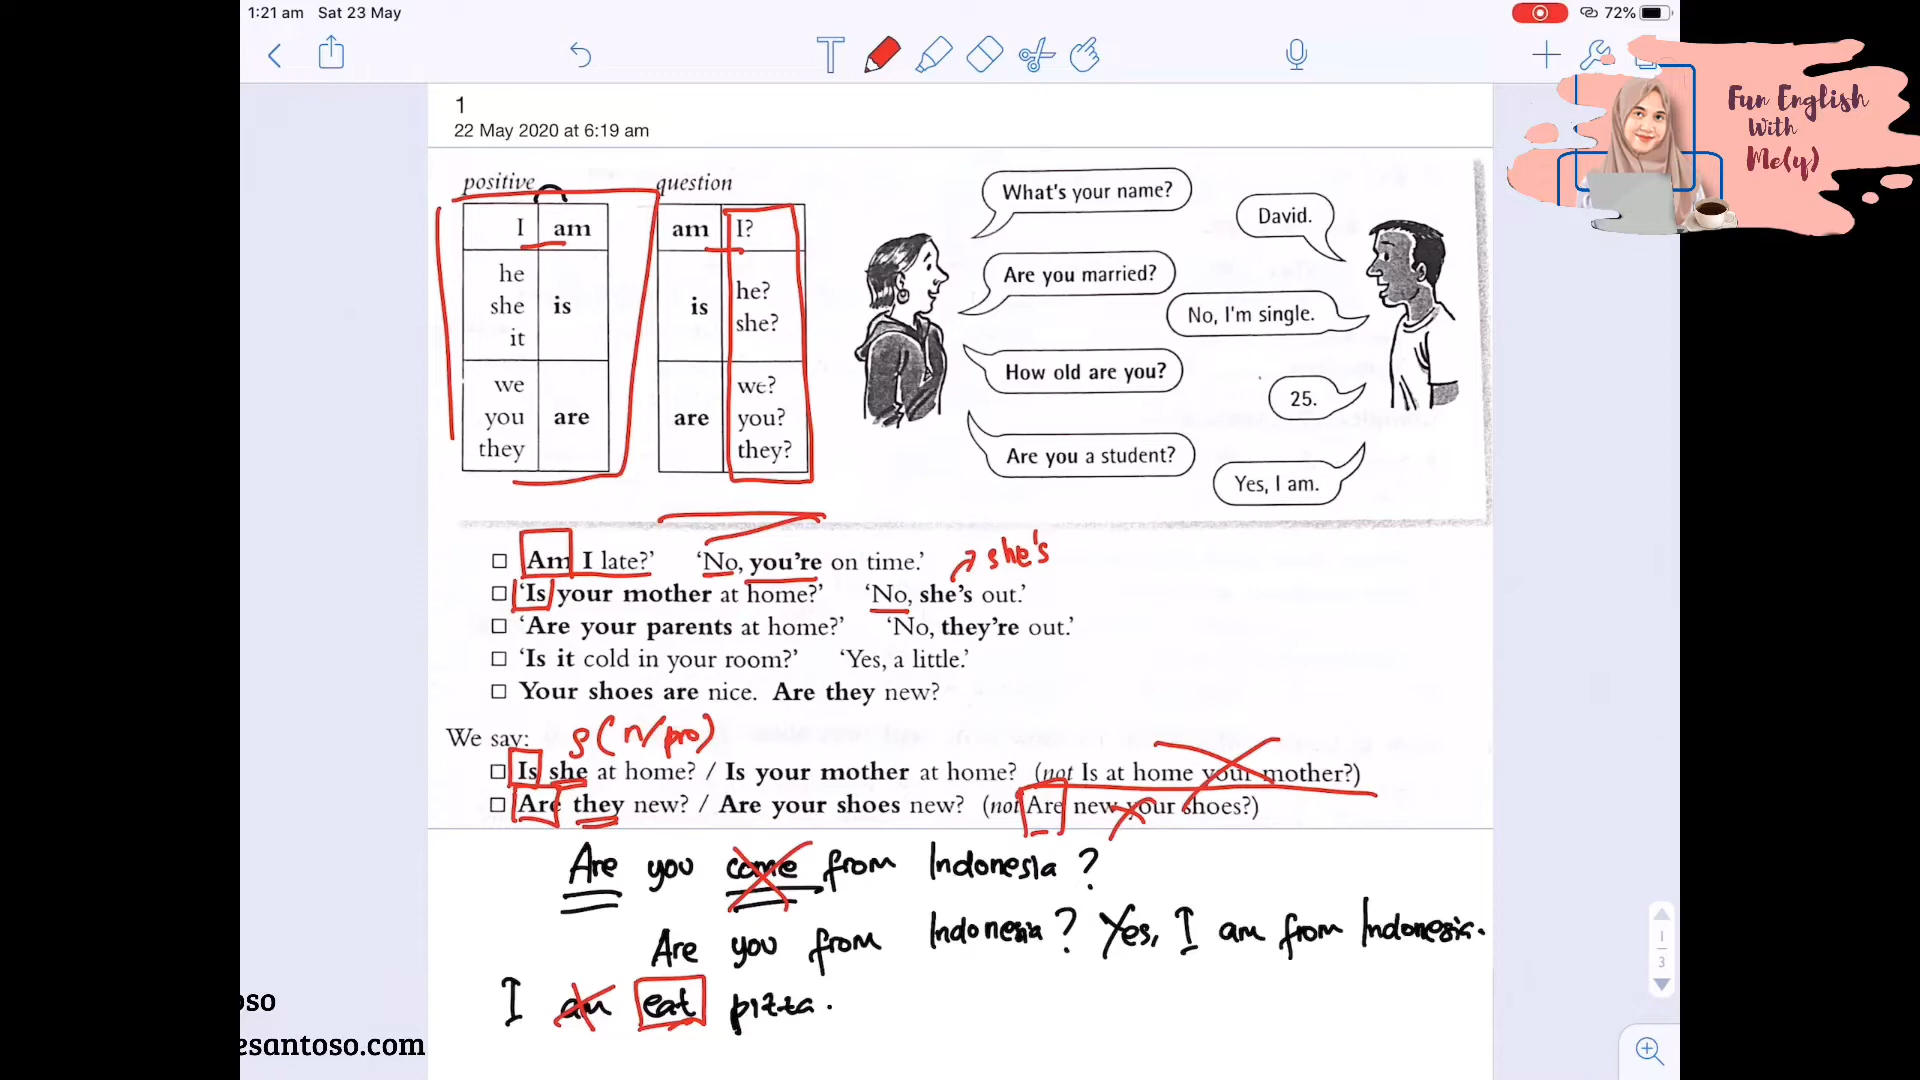 1:21 am Sat 23 May
72%
Fun English
With
Me(y)
1
22 May 2020 at 6:19 am
positive
question
I am
he
she
it
is
we
you
they
are
am I?
is
he?
she?
are
we?
you?
they?
What's your name?
David.
Are you married?
No, I'm single.
How old are you?
25.
Are you a student?
Yes, I am.
Am I late?' 'No, you're on time.'
she's
'Is your mother at home?' 'No, she's out.'
'Are your parents at home?' 'No, they're out.'
'Is it cold in your room?' 'Yes, a little.'
Your shoes are nice. Are they new?
S (n/pro)
We say:
Is she at home? / Is your mother at home? (not Is at home your mother?)
Are they new? / Are your shoes new? (not Are new your shoes?)
Are you come from Indonesia?
Are you from Indonesia? Yes, I am from Indonesia.
I am eat pizza.
oso
esantoso.com
1
3